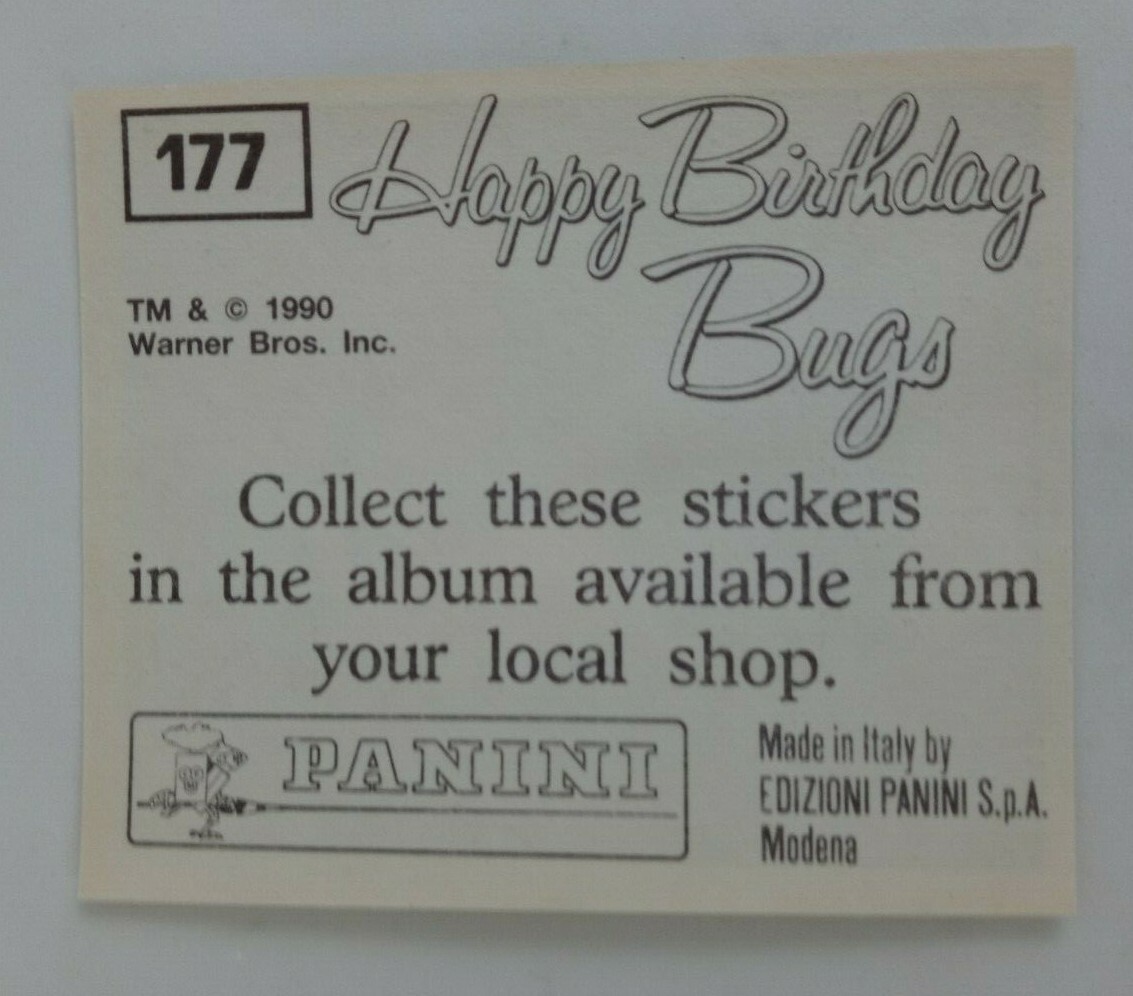 177
Happy Birthday
Bugs
TM & © 1990
Warner Bros. Inc.
Collect these stickers
in the album available from
your local shop.
PANINI
Made in Italy by
EDIZIONI PANINI S.p.A.
Modena